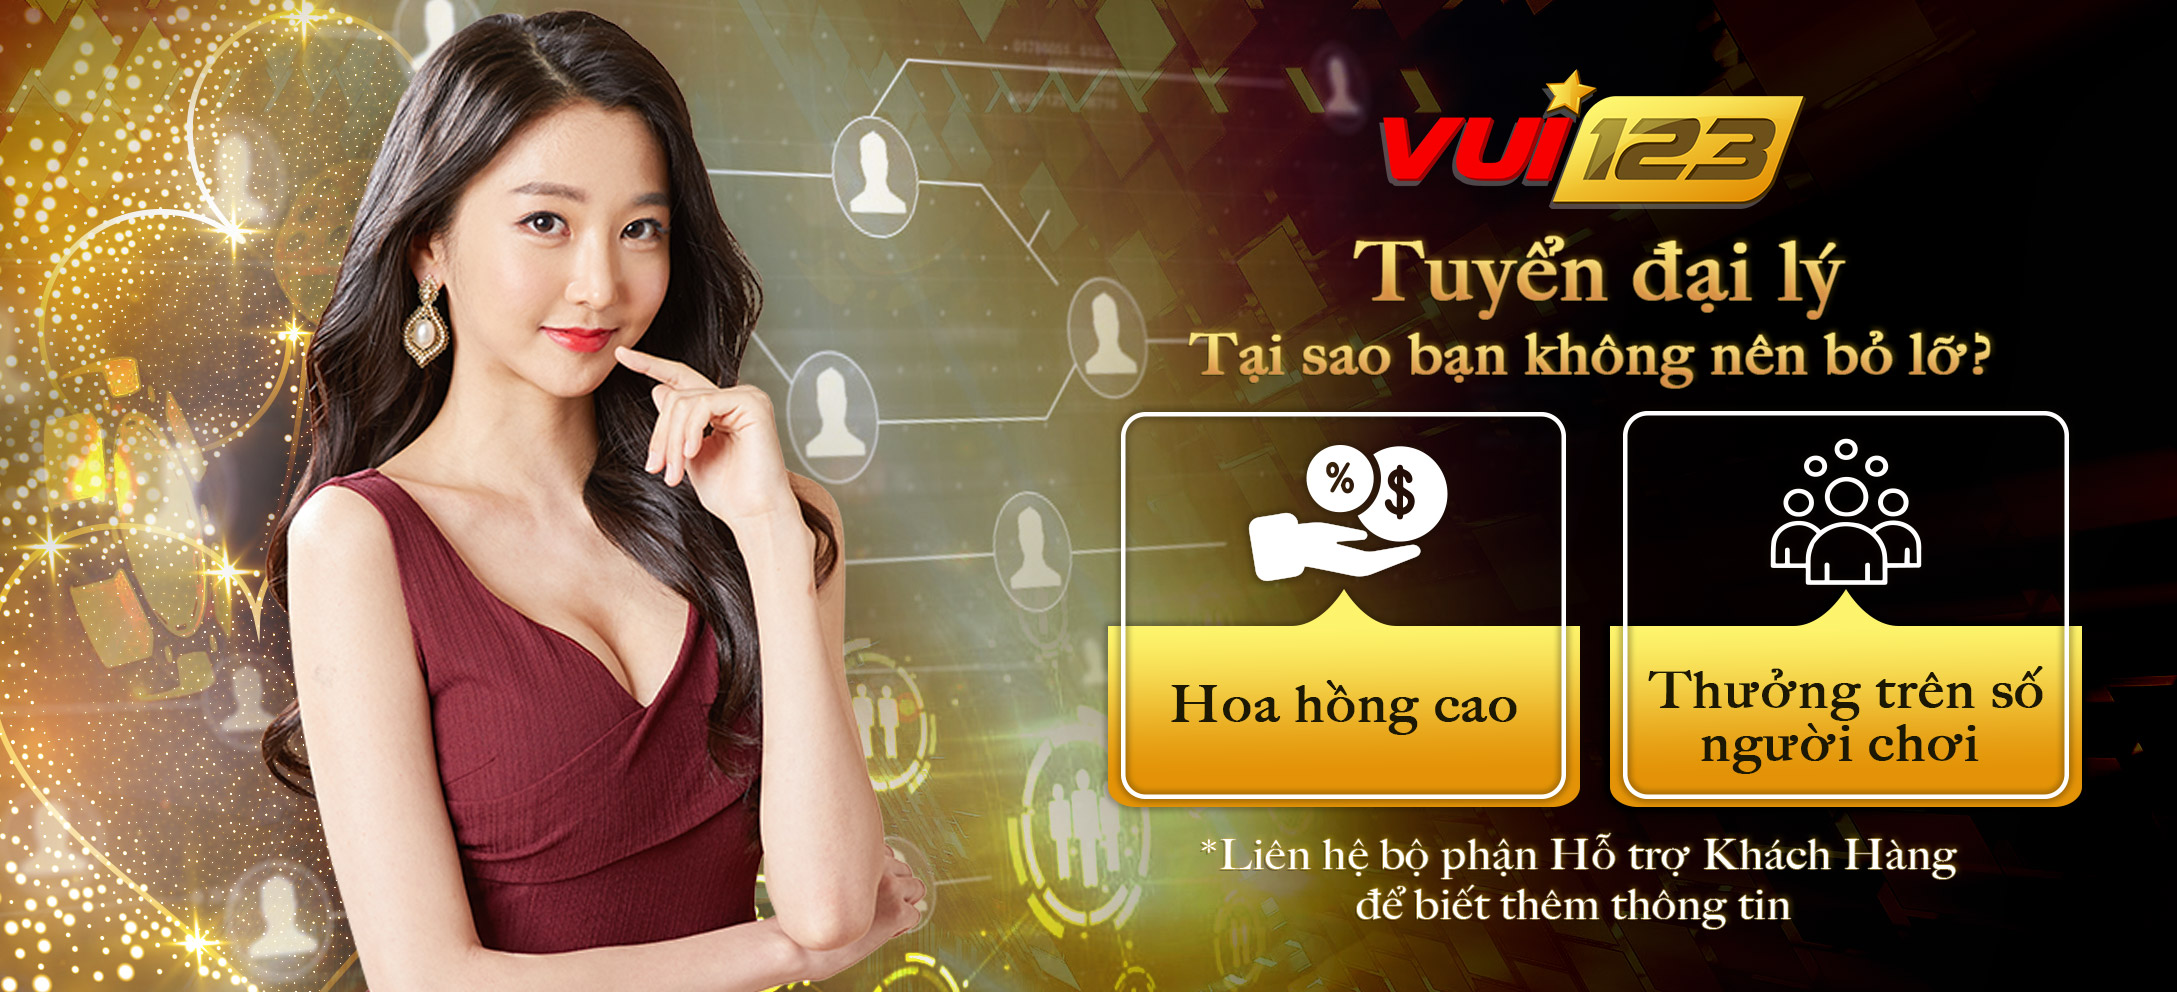 VUI123
Tuyển đại lý
Tại sao bạn không nên bỏ lỡ?
%
$
Hoa hồng cao
Thưởng trên số
người chơi
*Liên hệ bộ phận Hỗ trợ Khách Hàng
để biết thêm thông tin